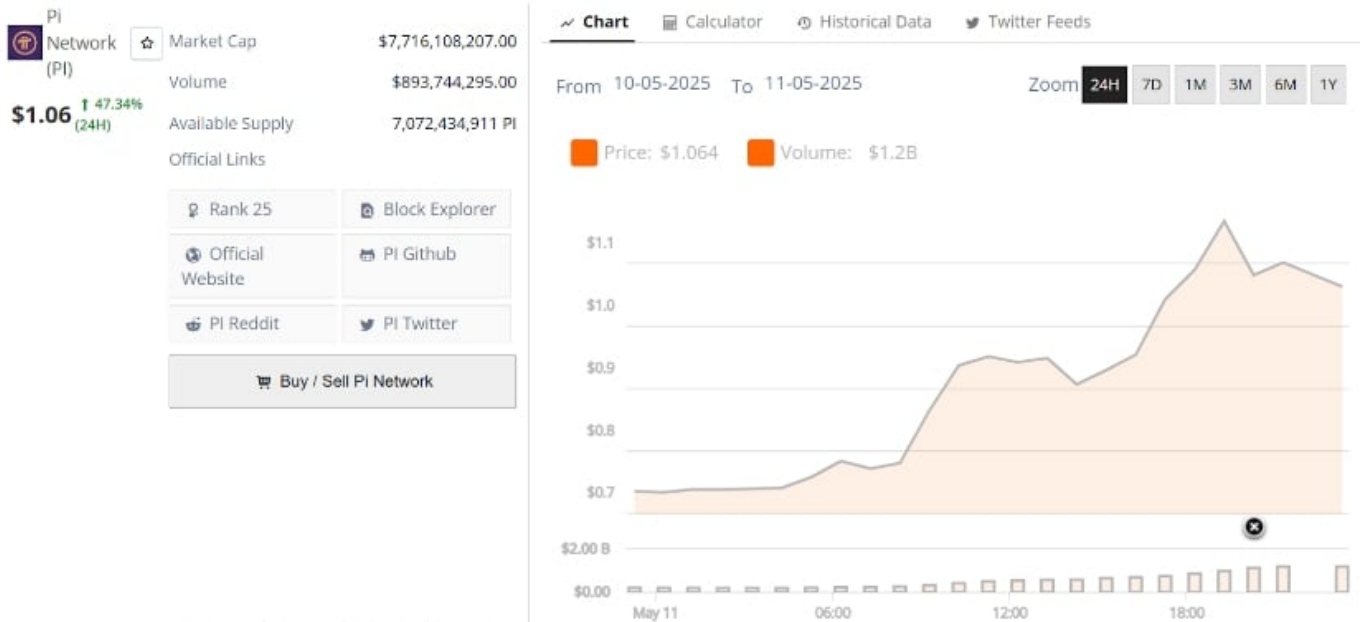 Pi
Network
(PI)
$1.06 ↑ 47.34%
(24H)
Market Cap $7,716,108,207.00
Volume $893,744,295.00
Available Supply 7,072,434,911 PI
Official Links
Rank 25 Block Explorer
Official Website PI Github
PI Reddit PI Twitter
Buy / Sell Pi Network
Chart Calculator Historical Data Twitter Feeds
From 10-05-2025 To 11-05-2025 Zoom 24H 7D 1M 3M 6M 1Y
Price: $1.064 Volume: $1.2B
$1.1
$1.0
$0.9
$0.8
$0.7
$2.00 B
$0.00
May 11 06:00 12:00 18:00